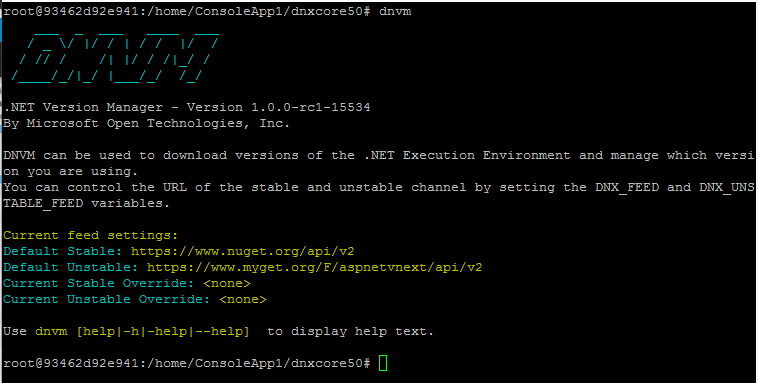 root@93462d92e941:/home/ConsoleApp1/dnxcore50# dnvm
DNVM
.NET Version Manager - Version 1.0.0-rc1-15534
By Microsoft Open Technologies, Inc.
DNVM can be used to download versions of the .NET Execution Environment and manage which versi
on you are using.
You can control the URL of the stable and unstable channel by setting the DNX_FEED and DNX_UNS
TABLE_FEED variables.
Current feed settings:
Default Stable: https://www.nuget.org/api/v2
Default Unstable: https://www.myget.org/F/aspnetvnext/api/v2
Current Stable Override: <none>
Current Unstable Override: <none>
Use dnvm [help|-h|-help|--help]  to display help text.
root@93462d92e941:/home/ConsoleApp1/dnxcore50#